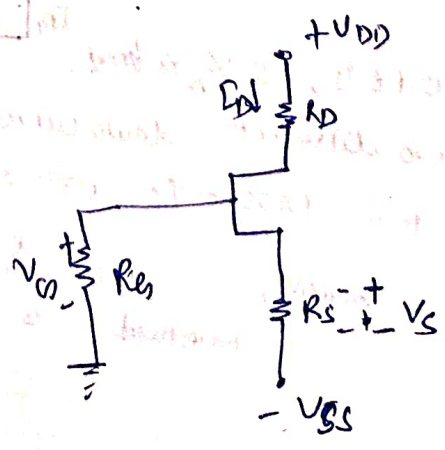 +VDD
ID↓
RD
+
VG
-
RG
RS
- +
- + -
VS
- VSS